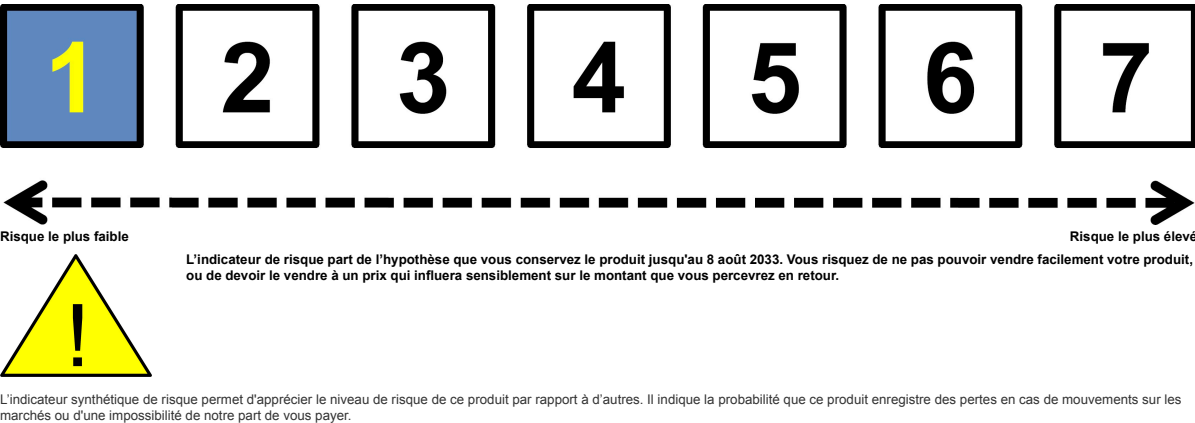 1 2 3 4 5 6 7
Risque le plus faible Risque le plus élevé
L'indicateur de risque part de l'hypothèse que vous conservez le produit jusqu'au 8 août 2033. Vous risquez de ne pas pouvoir vendre facilement votre produit,
ou de devoir le vendre à un prix qui influera sensiblement sur le montant que vous percevrez en retour.
!
L'indicateur synthétique de risque permet d'apprécier le niveau de risque de ce produit par rapport à d'autres. Il indique la probabilité que ce produit enregistre des pertes en cas de mouvements sur les
marchés ou d'une impossibilité de notre part de vous payer.